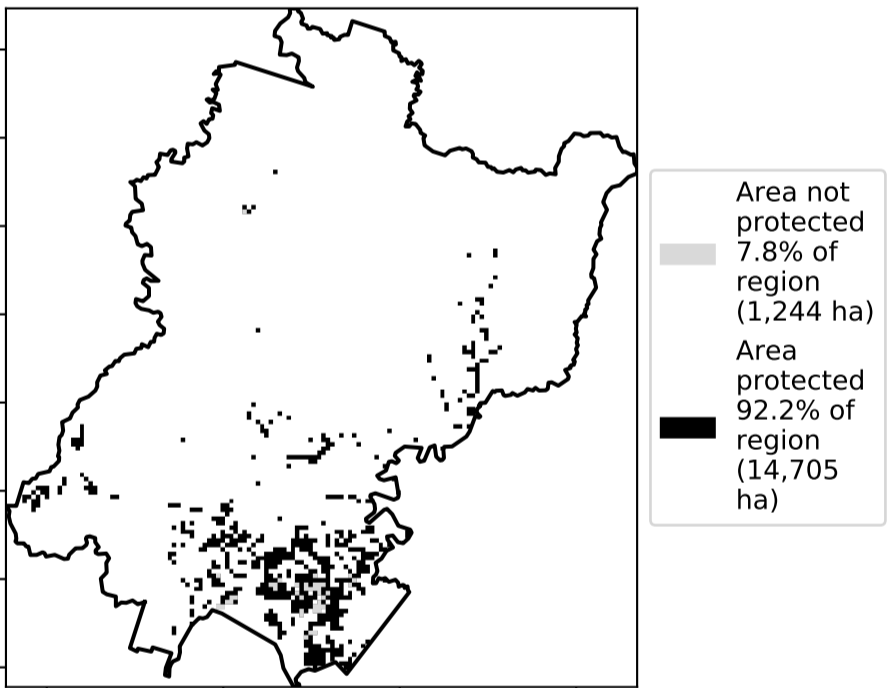 Area not
protected
7.8% of
region
(1,244 ha)
Area
protected
92.2% of
region
(14,705
ha)